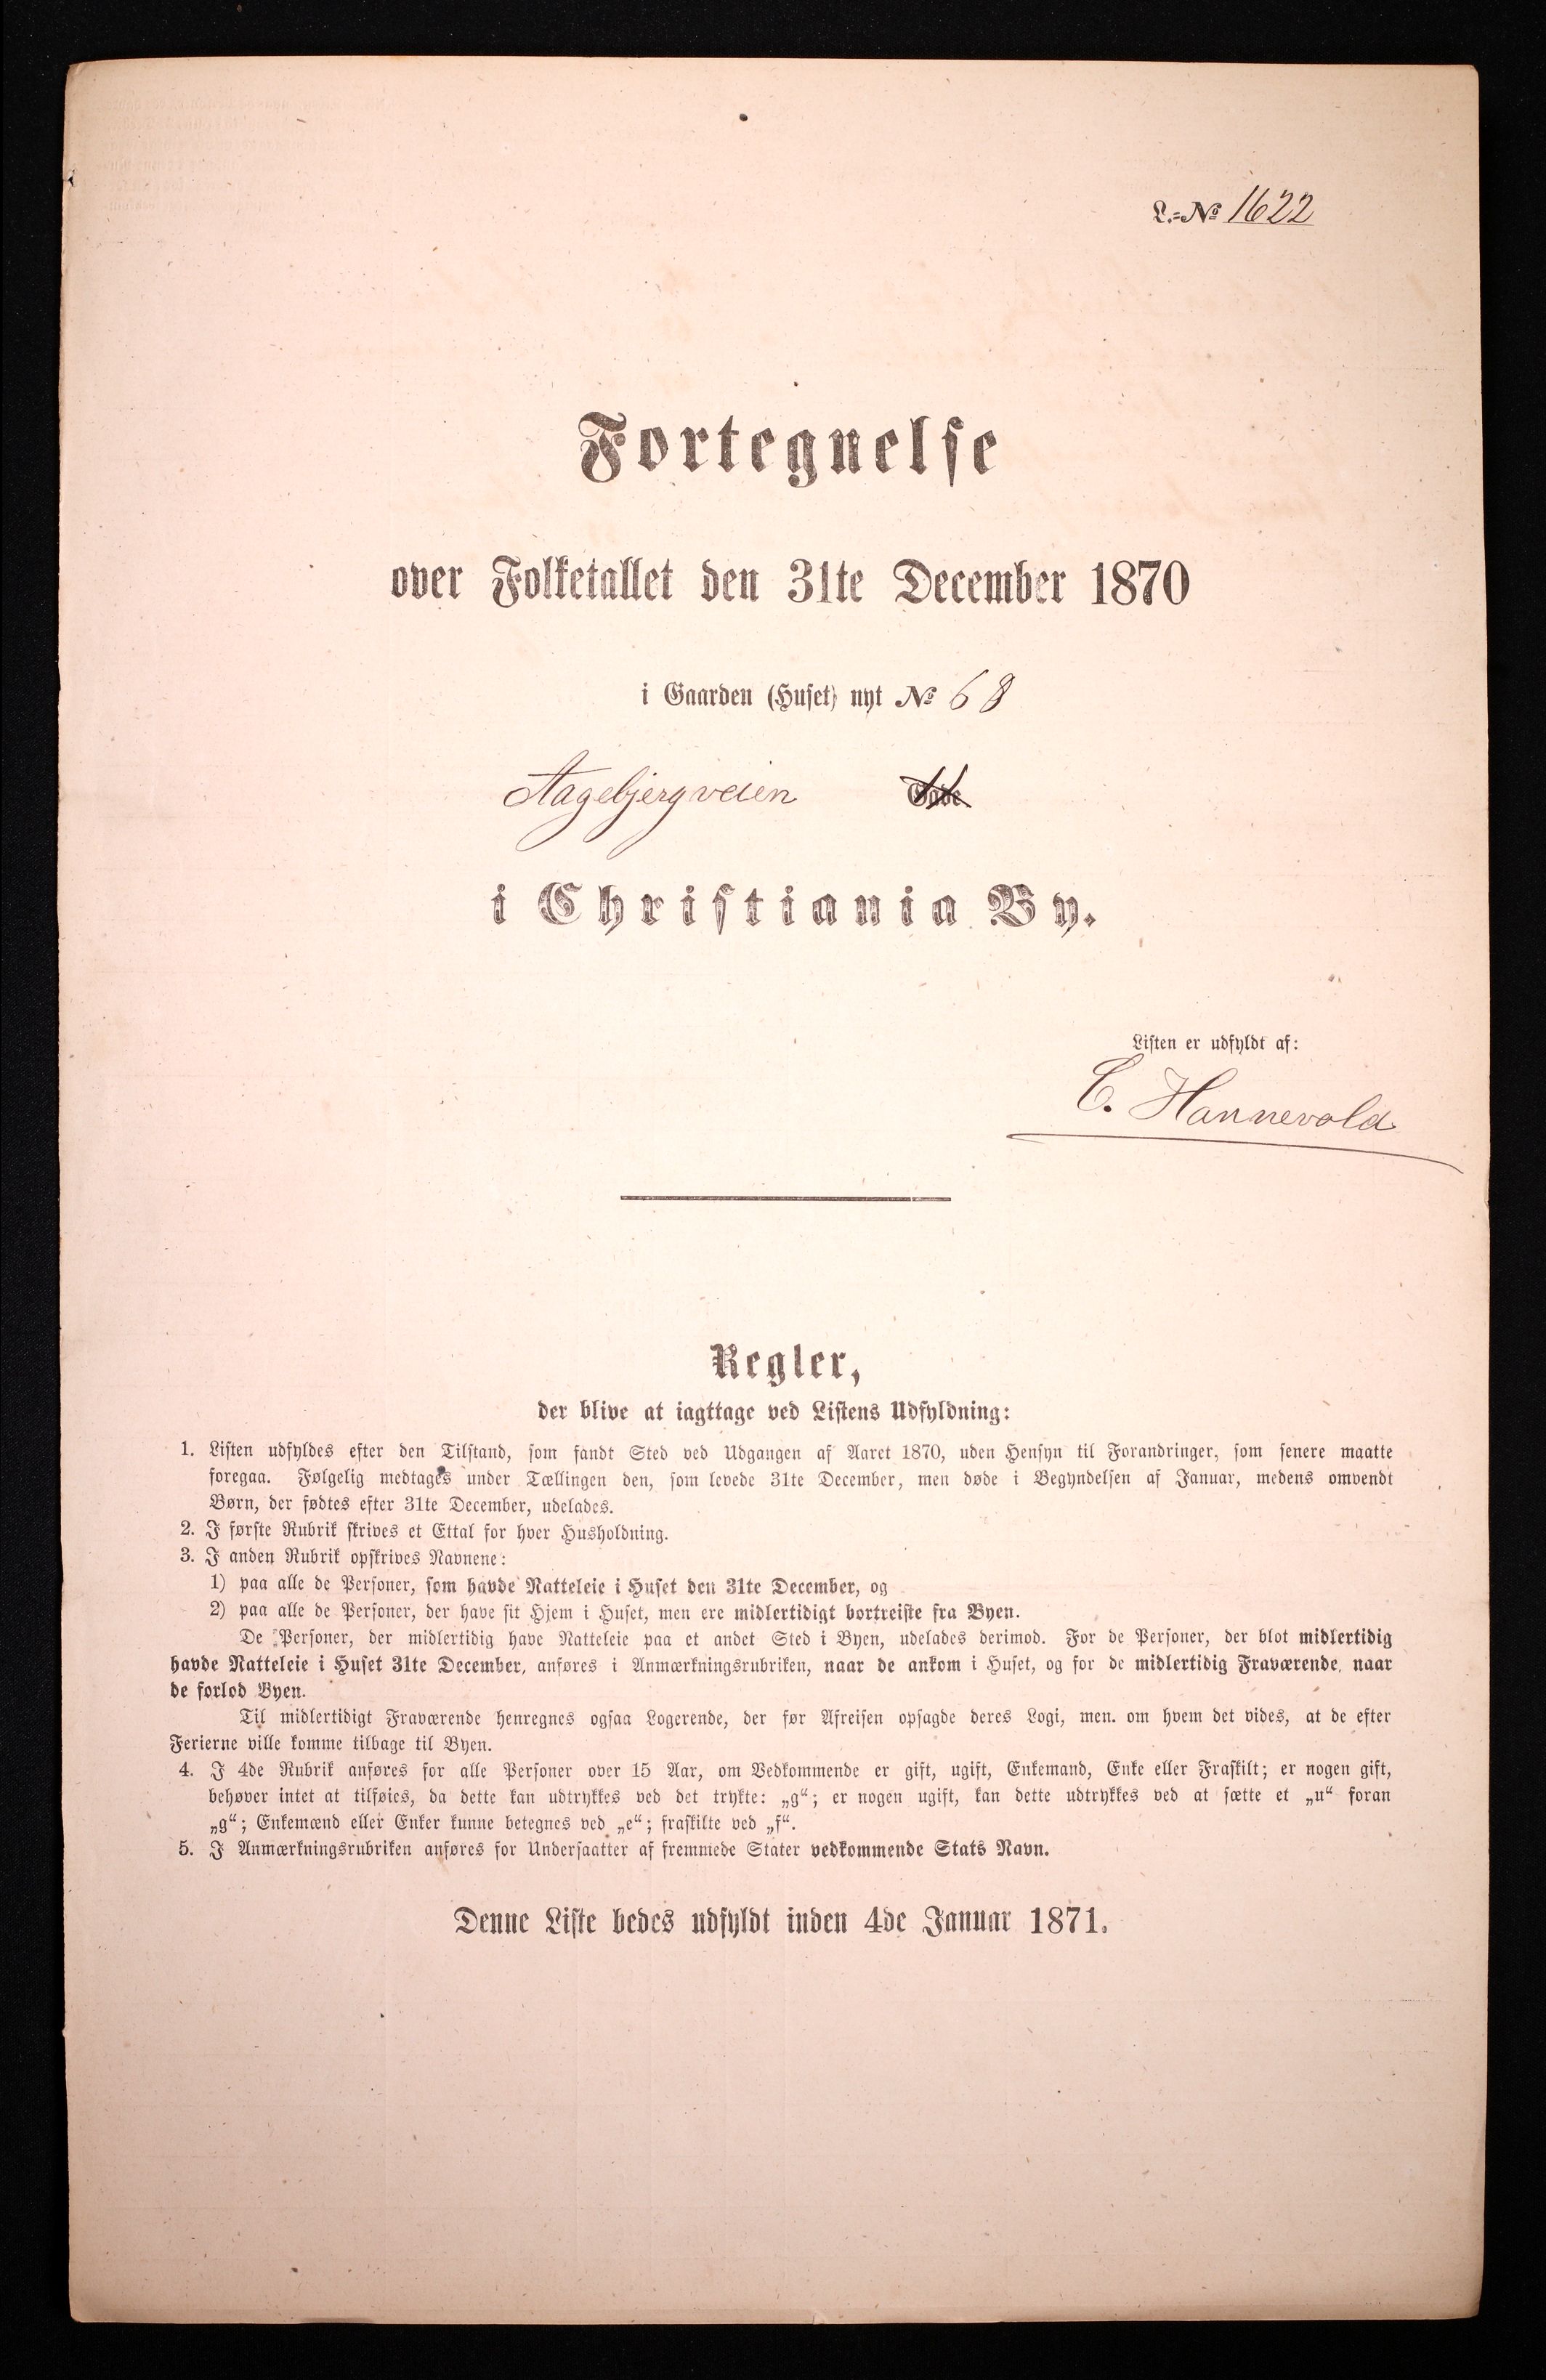 L.=No 1622
Fortegnelse
over Folketallet den 31te December 1870
i Gaarden (Huset) nyt No 68
Aagebjergveien Gade
i Christiania By.
Listen er udfyldt af:
C. Hannevold
Regler,
der blive at iagttage ved Listens Udfyldning:
1. Listen udfyldes efter den Tilstand, som fandt Sted ved Udgangen af Aaret 1870, uden Hensyn til Forandringer, som senere maatte
foregaa. Følgelig medtages under Tællingen den, som levede 31te December, men døde i Begyndelsen af Januar, medens omvendt
Børn, der fødtes efter 31te December, udelades.
2. I første Rubrik skrives et Ettal for hver Husholdning.
3. I anden Rubrik opskrives Navnene:
1) paa alle de Personer, som havde Natteleie i Huset den 31te December, og
2) paa alle de Personer, der have sit Hjem i Huset, men ere midlertidigt bortreiste fra Byen.
De Personer, der midlertidig have Natteleie paa et andet Sted i Byen, udelades derimod. For de Personer, der blot midlertidig
havde Natteleie i Huset 31te December, anføres i Anmærkningsrubriken, naar de ankom i Huset, og for de midlertidig Fraværende, naar
de forlod Byen.
Til midlertidigt Fraværende henregnes ogsaa Logerende, der før Afreisen opsagde deres Logi, men. om hvem det vides, at de efter
Ferierne ville komme tilbage til Byen.
4. I 4de Rubrik anføres for alle Personer over 15 Aar, om Vedkommende er gift, ugift, Enkemand, Enke eller Fraskilt; er nogen gift,
behøver intet at tilføies, da dette kan udtrykkes ved det trykte: „g“; er nogen ugift, kan dette udtrykkes ved at sætte et „u“ foran
„g“; Enkemænd eller Enker kunne betegnes ved „e“; fraskilte ved „f“.
5. I Anmærkningsrubriken anføres for Undersaatter af fremmede Stater vedkommende Stats Navn.
Denne Liste bedes udfyldt inden 4de Januar 1871.